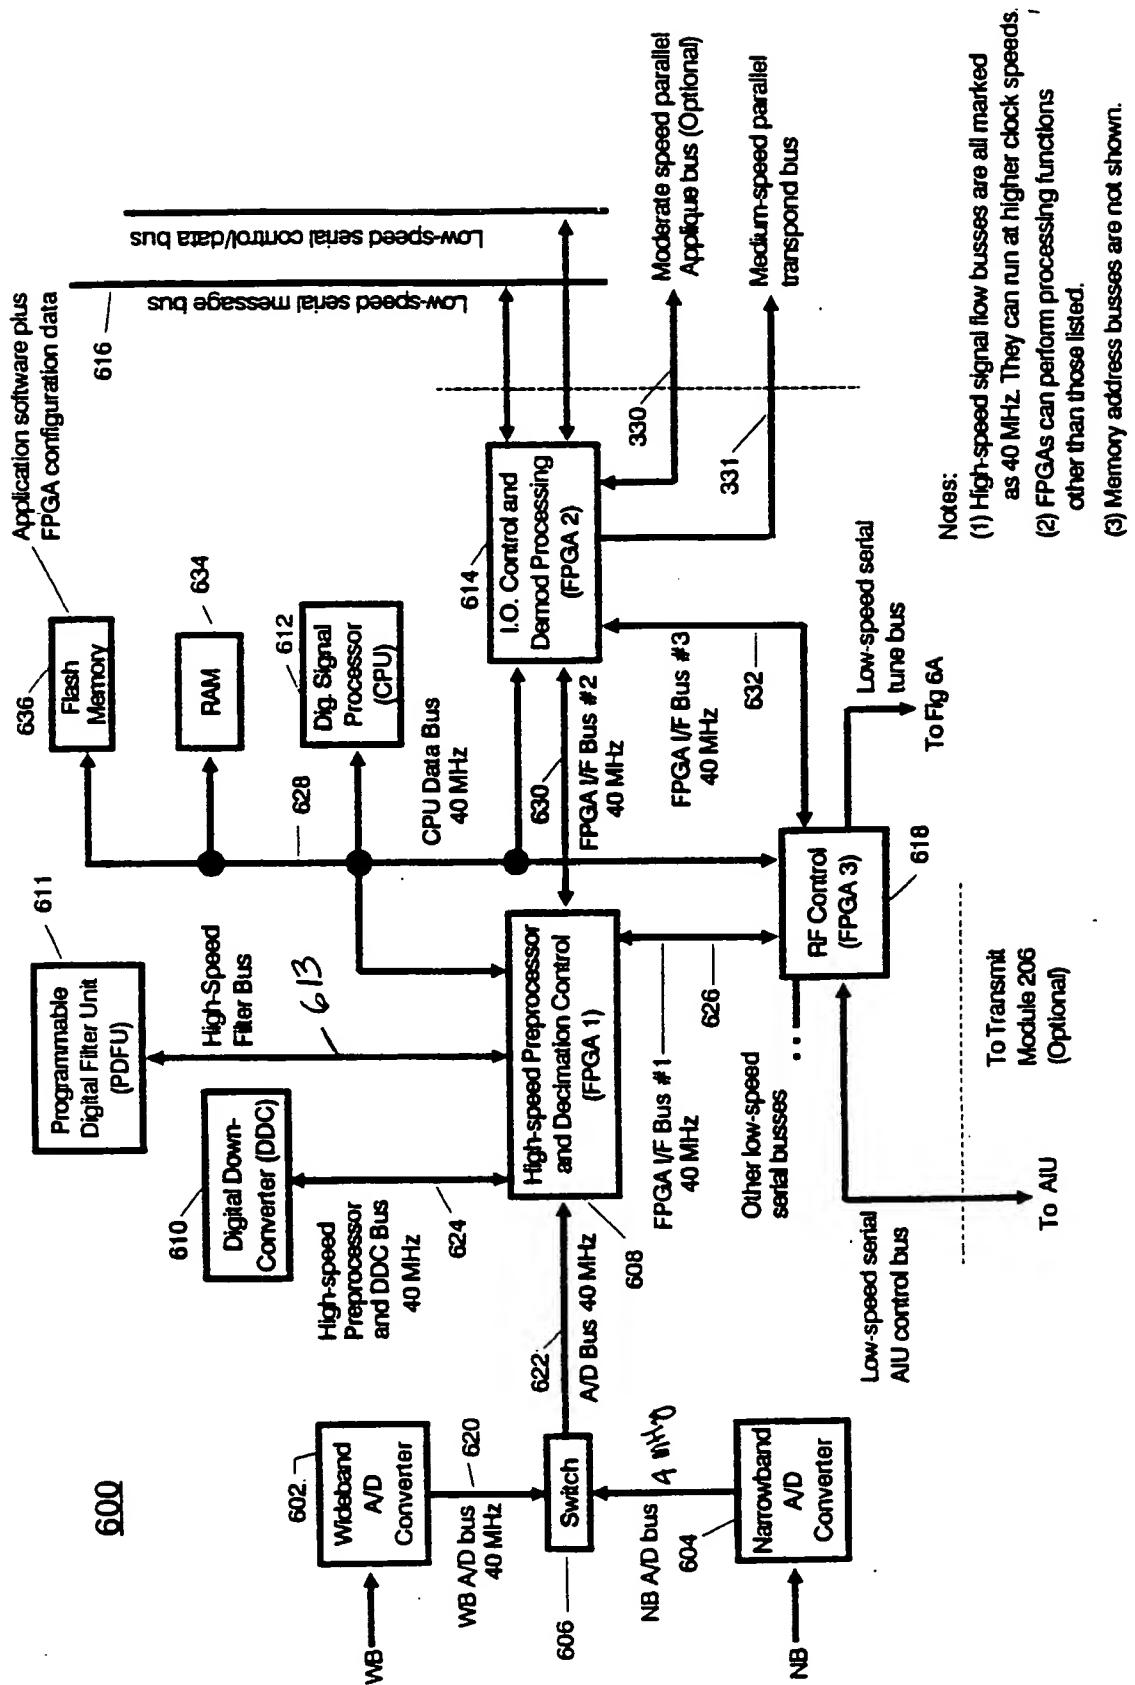 600
WB
602
Wideband
A/D
Converter
WB A/D bus
40 MHz
620
606
Switch
NB A/D bus
604
NB
Narrowband
A/D
Converter
622
A/D Bus 40 MHz
610
Digital Down-
Converter (DDC)
High-speed
Preprocessor
and DDC Bus
40 MHz
624
611
Programmable
Digital Filter Unit
(PDFU)
High-Speed
Filter Bus
613
High-speed Preprocessor
and Decimation Control
(FPGA 1)
608
FPGA I/F Bus #1
40 MHz
626
Other low-speed
serial busses
Low-speed serial
AIU control bus
To AIU
To Transmit
Module 206
(Optional)
RF Control
(FPGA 3)
618
To Fig 6A
Low-speed serial
tune bus
636
Flash
Memory
Application software plus
FPGA configuration data
634
RAM
612
Dig. Signal
Processor
(CPU)
628
CPU Data Bus
40 MHz
630
FPGA I/F Bus #2
40 MHz
FPGA I/F Bus #3
40 MHz
632
614
I.O. Control and
Demod Processing
(FPGA 2)
616
Low-speed serial message bus
Low-speed serial control/data bus
330
Moderate speed parallel
Applique bus (Optional)
331
Medium-speed parallel
transpond bus
Notes:
(1) High-speed signal flow busses are all marked
as 40 MHz. They can run at higher clock speeds.
(2) FPGAs can perform processing functions
other than those listed.
(3) Memory address busses are not shown.